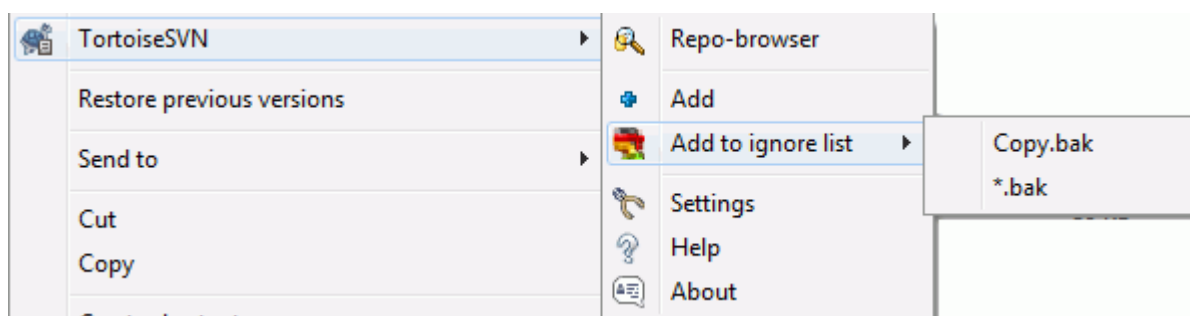 TortoiseSVN
Restore previous versions
Send to
Cut
Copy
Repo-browser
Add
Add to ignore list
Settings
Help
About
Copy.bak
*.bak